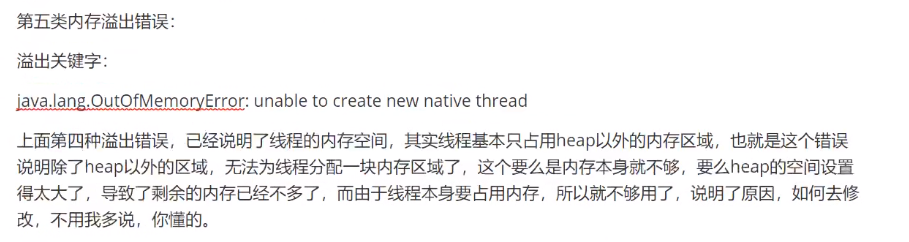 第五类内存溢出错误：
溢出关键字：
java.lang.OutOfMemoryError: unable to create new native thread
上面第四种溢出错误，已经说明了线程的内存空间，其实线程基本只占用heap以外的内存区域，也就是这个错误
说明除了heap以外的区域，无法为线程分配一块内存区域了，这个要么是内存本身就不够，要么heap的空间设置
得太大了，导致了剩余的内存已经不多了，而由于线程本身要占用内存，所以就不够用了，说明了原因，如何去修
改，不用我多说，你懂的。